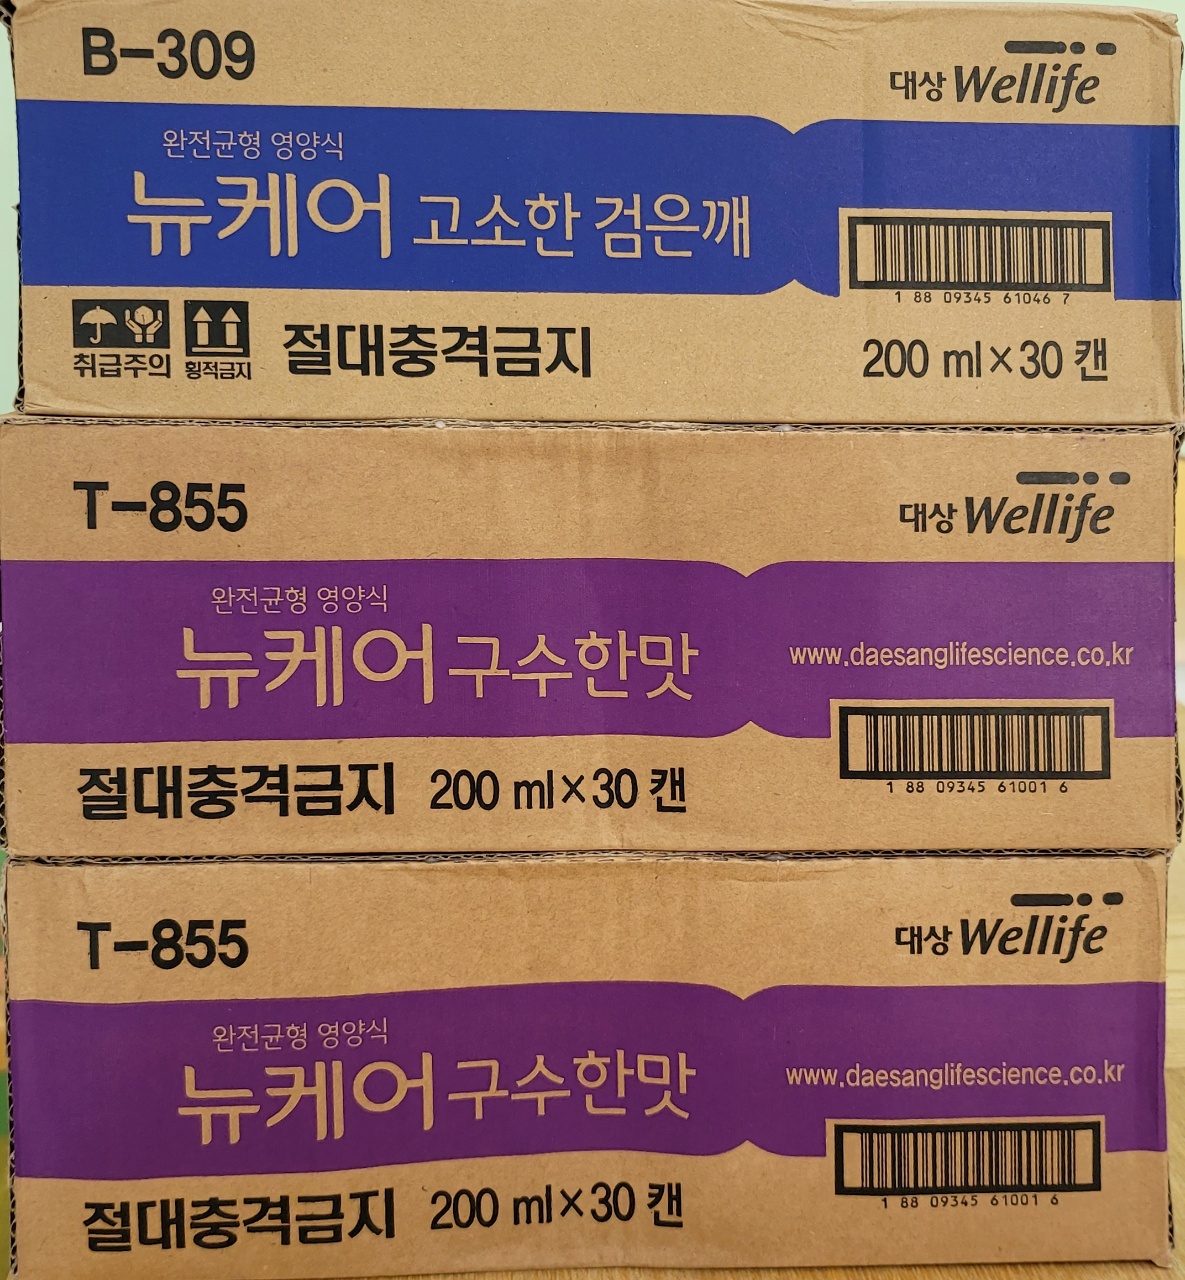 B-309
대상 Wellife
완전균형 영양식
뉴케어 고소한 검은깨
1 88 09345 61046 7
취급주의 횡적금지 절대충격금지 200 ml×30 캔
T-855
대상 Wellife
완전균형 영양식
뉴케어 구수한맛
www.daesanglifescience.co.kr
1 88 09345 61001 6
절대충격금지 200 ml×30 캔
T-855
대상 Wellife
완전균형 영양식
뉴케어 구수한맛
www.daesanglifescience.co.kr
1 88 09345 61001 6
절대충격금지 200 ml×30 캔